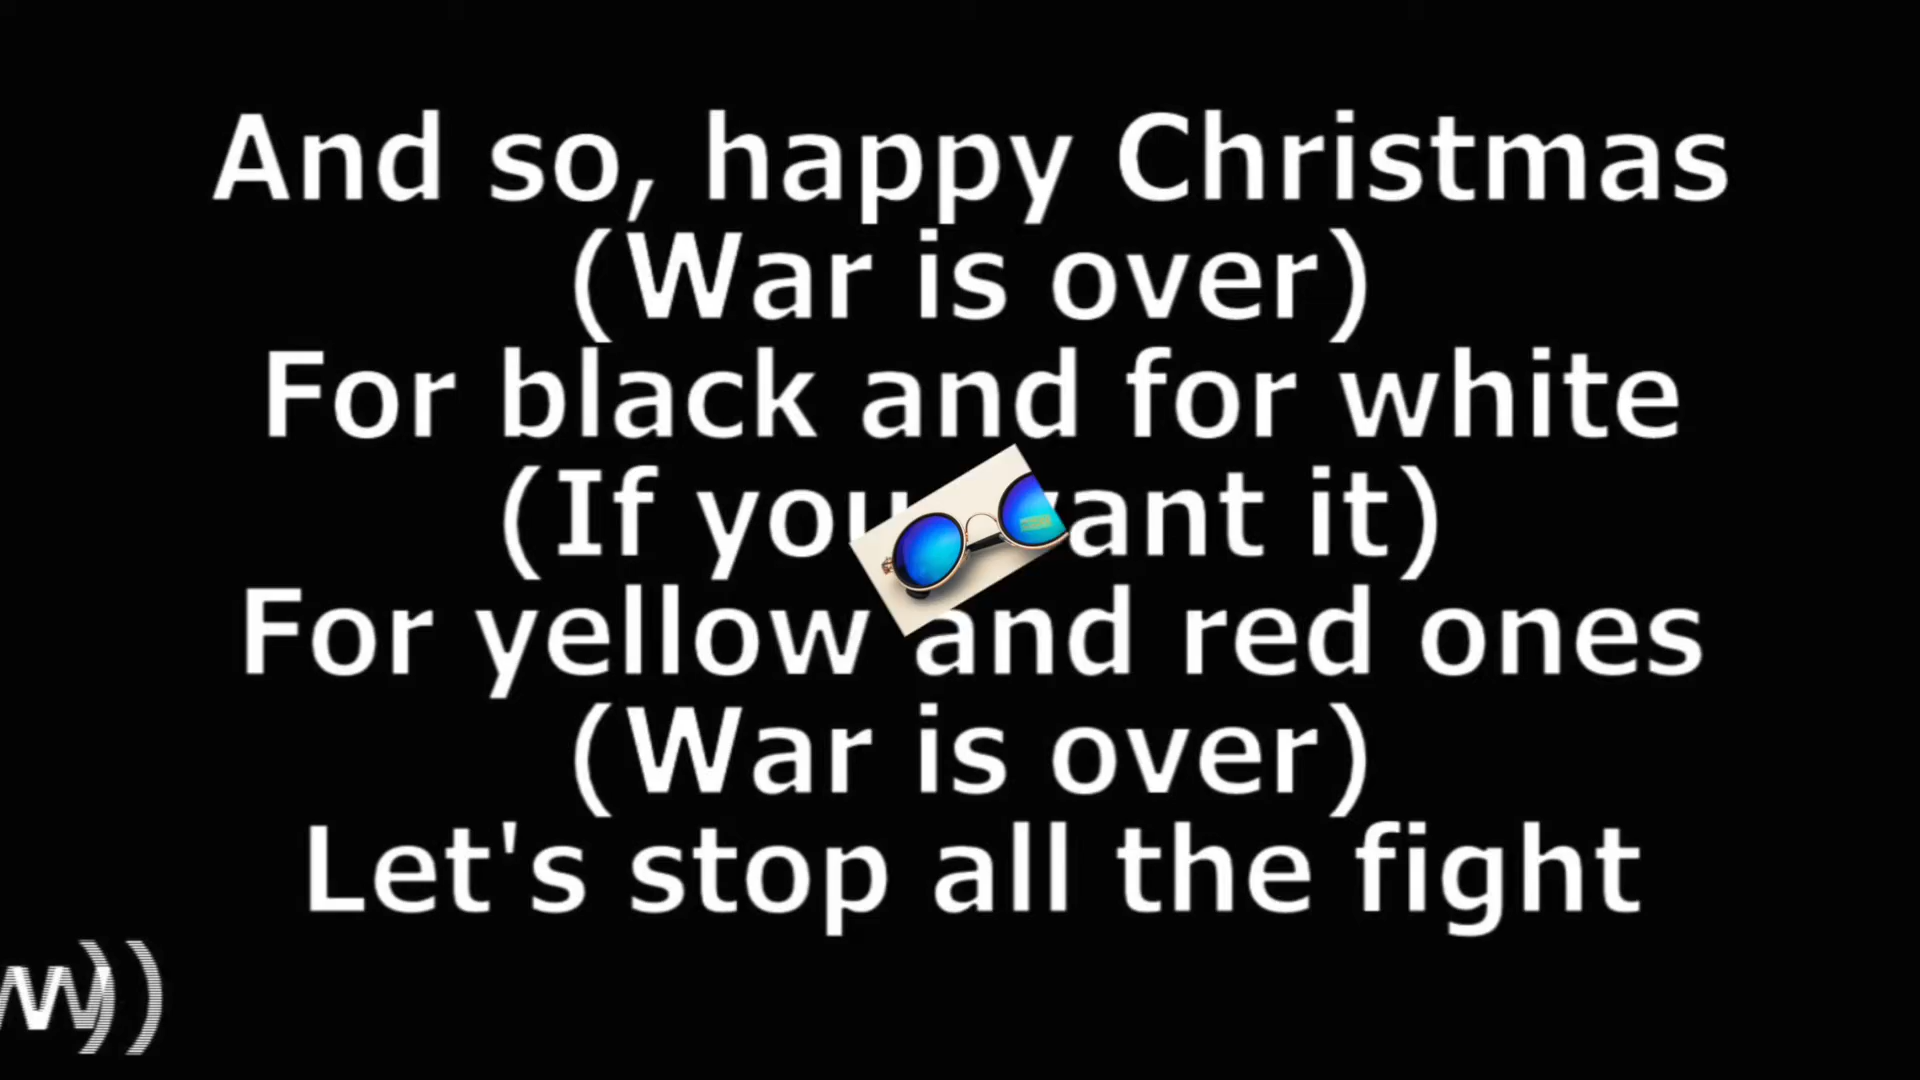 And so, happy Christmas
(War is over)
For black and for white
(If you want it)
For yellow and red ones
(War is over)
Let's stop all the fight
w))